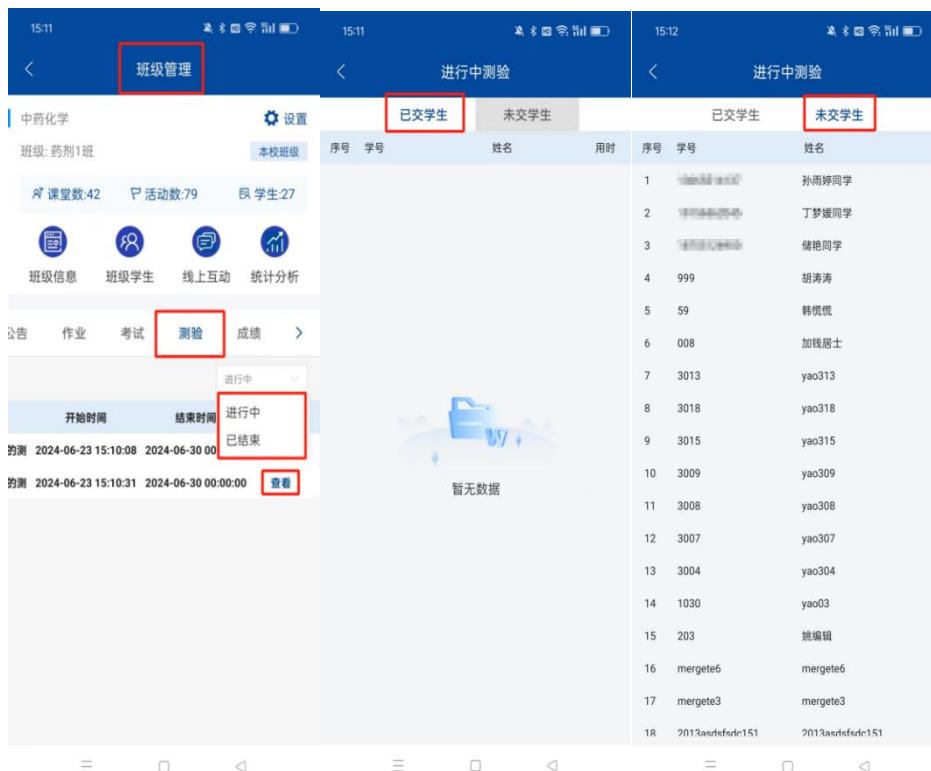 15:11
班级管理
中药化学
设置
班级: 药剂1班
本校班级
课堂数:42
活动数:79
学生:27
班级信息
班级学生
线上互动
统计分析
公告
作业
考试
测验
成绩
进行中
开始时间
结束时间
进行中
已结束
的测 2024-06-23 15:10:08 2024-06-30 00
的测 2024-06-23 15:10:31 2024-06-30 00:00:00 查看
15:11
进行中测验
已交学生
未交学生
序号 学号 姓名 用时
暂无数据
15:12
进行中测验
已交学生
未交学生
序号 学号 姓名
1 孙雨婷同学
2 丁梦媛同学
3 储艳同学
4 999 胡涛涛
5 59 韩慌慌
6 008 加钱居士
7 3013 yao313
8 3018 yao318
9 3015 yao315
10 3009 yao309
11 3008 yao308
12 3007 yao307
13 3004 yao304
14 1030 yao03
15 203 姚编辑
16 mergete6 mergete6
17 mergete3 mergete3
18 2013asdsfsdc151 2013asdsfsdc151